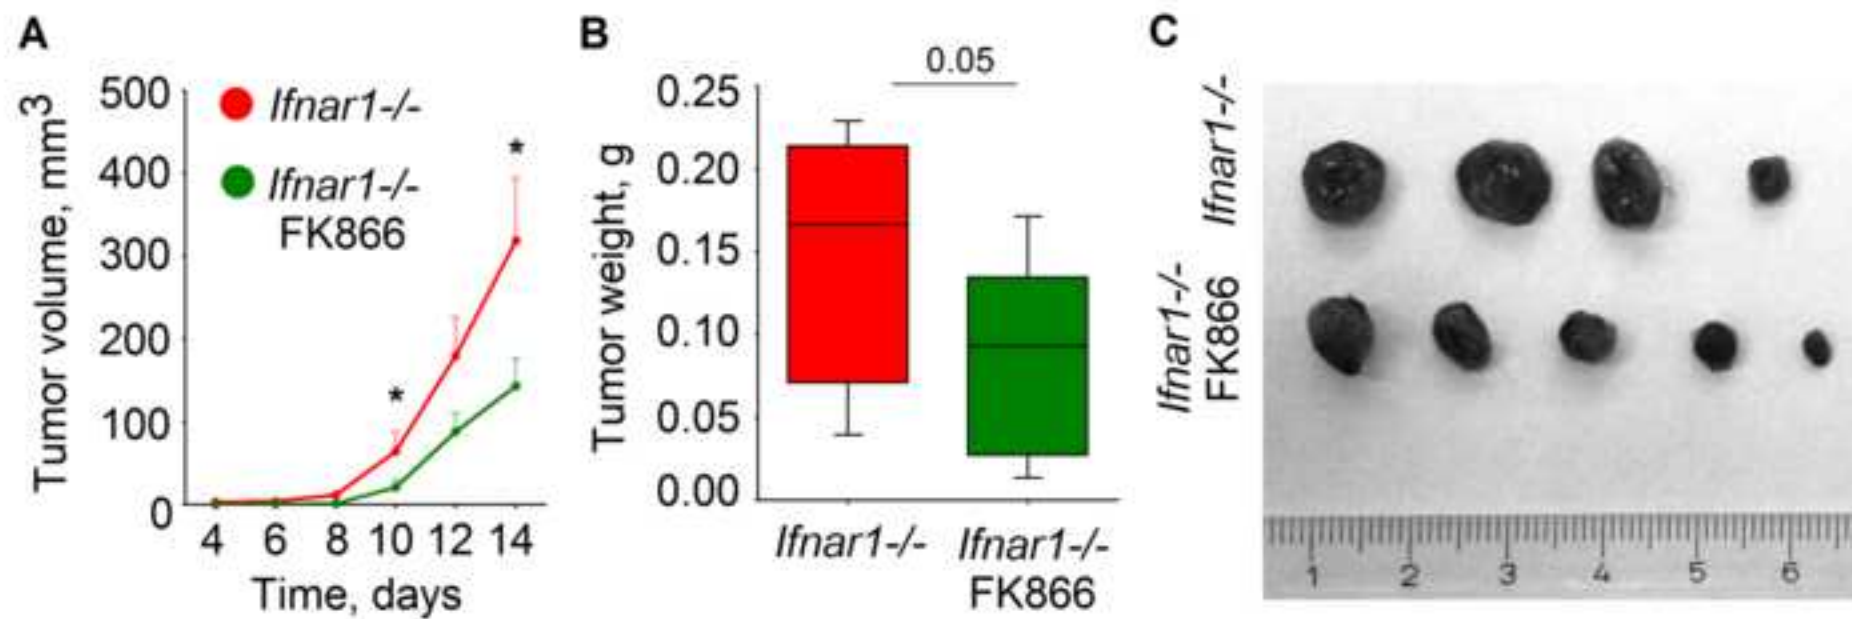 A
Tumor volume, mm3
500
400
300
200
100
0
Ifnar1-/-
Ifnar1-/-
FK866
*
*
4 6 8 10 12 14
Time, days
B
Tumor weight, g
0.25
0.20
0.15
0.10
0.05
0.00
0.05
Ifnar1-/- Ifnar1-/-
FK866
C
Ifnar1-/-
Ifnar1-/-
FK866
1 2 3 4 5 6